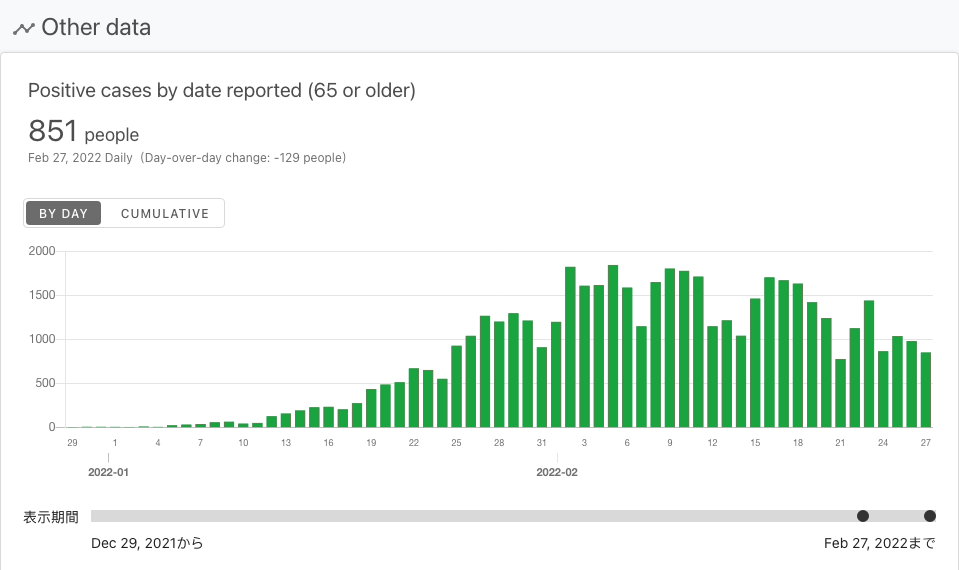 Other data
Positive cases by date reported (65 or older)
851 people
Feb 27, 2022 Daily (Day-over-day change: -129 people)
BY DAY CUMULATIVE
2000
1500
1000
500
0
29 1 4 7 10 13 16 19 22 25 28 31 3 6 9 12 15 18 21 24 27
2022-01 2022-02
表示期間
Dec 29, 2021から Feb 27, 2022まで